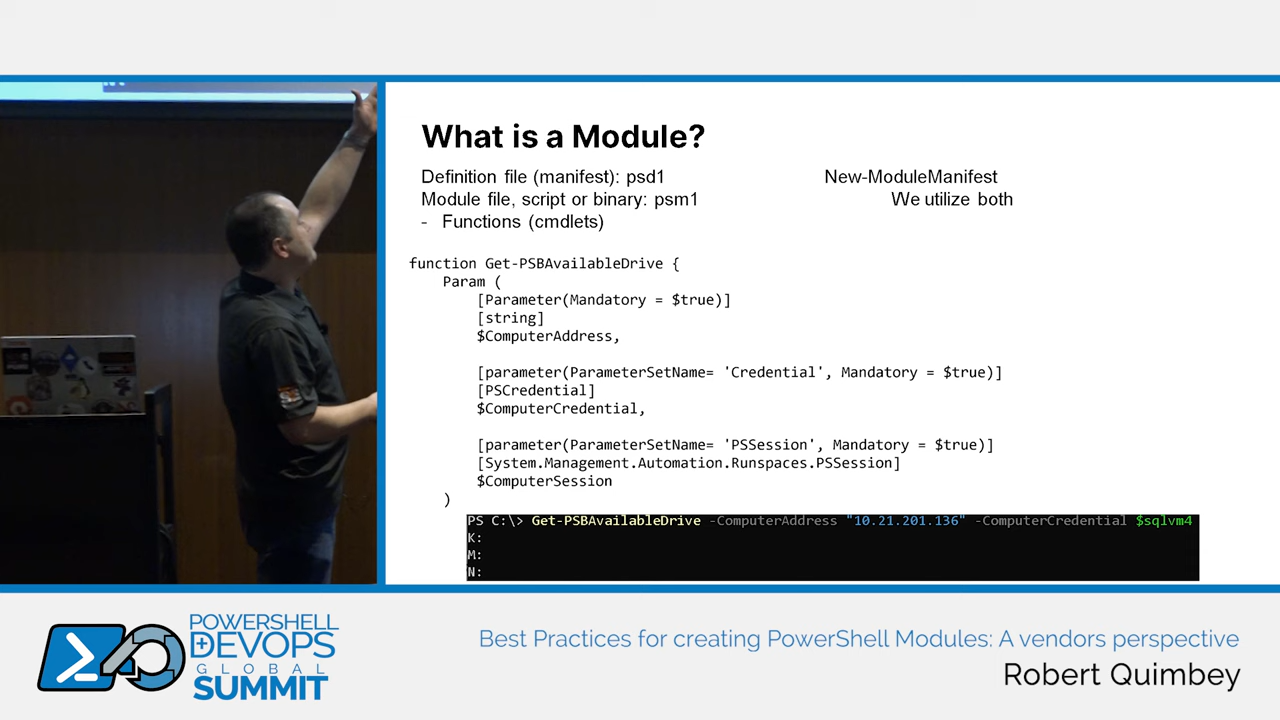 What is a Module?
Definition file (manifest): psd1 New-ModuleManifest
Module file, script or binary: psm1 We utilize both
- Functions (cmdlets)
function Get-PSBAvailableDrive {
Param (
[Parameter(Mandatory = $true)]
[string]
$ComputerAddress,
[parameter(ParameterSetName= 'Credential', Mandatory = $true)]
[PSCredential]
$ComputerCredential,
[parameter(ParameterSetName= 'PSSession', Mandatory = $true)]
[System.Management.Automation.Runspaces.PSSession]
$ComputerSession
)
PS C:\> Get-PSBAvailableDrive -ComputerAddress "10.21.201.136" -ComputerCredential $sqlvm4
K:
M:
N:
POWERSHELL
DEVOPS
GLOBAL
SUMMIT
Best Practices for creating PowerShell Modules: A vendors perspective
Robert Quimbey